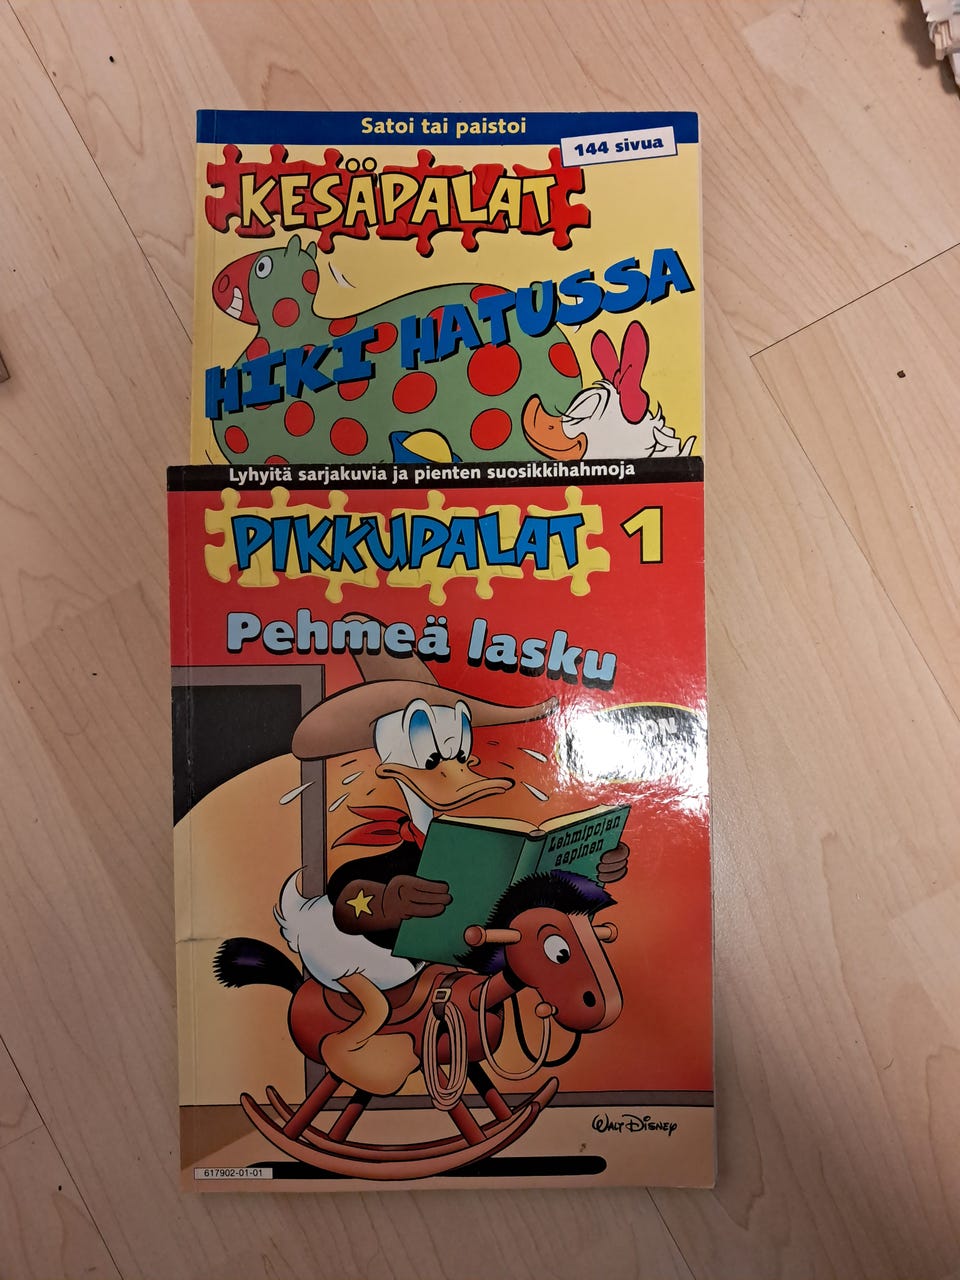 Satoi tai paistoi
144 sivua
KESÄPALAT
HIKI HATUSSA
Lyhyitä sarjakuvia ja pienten suosikkihahmoja
PIKKUPALAT 1
Pehmeä lasku
Lehmipojan
aapinen
WALT DISNEY
617902-01-01